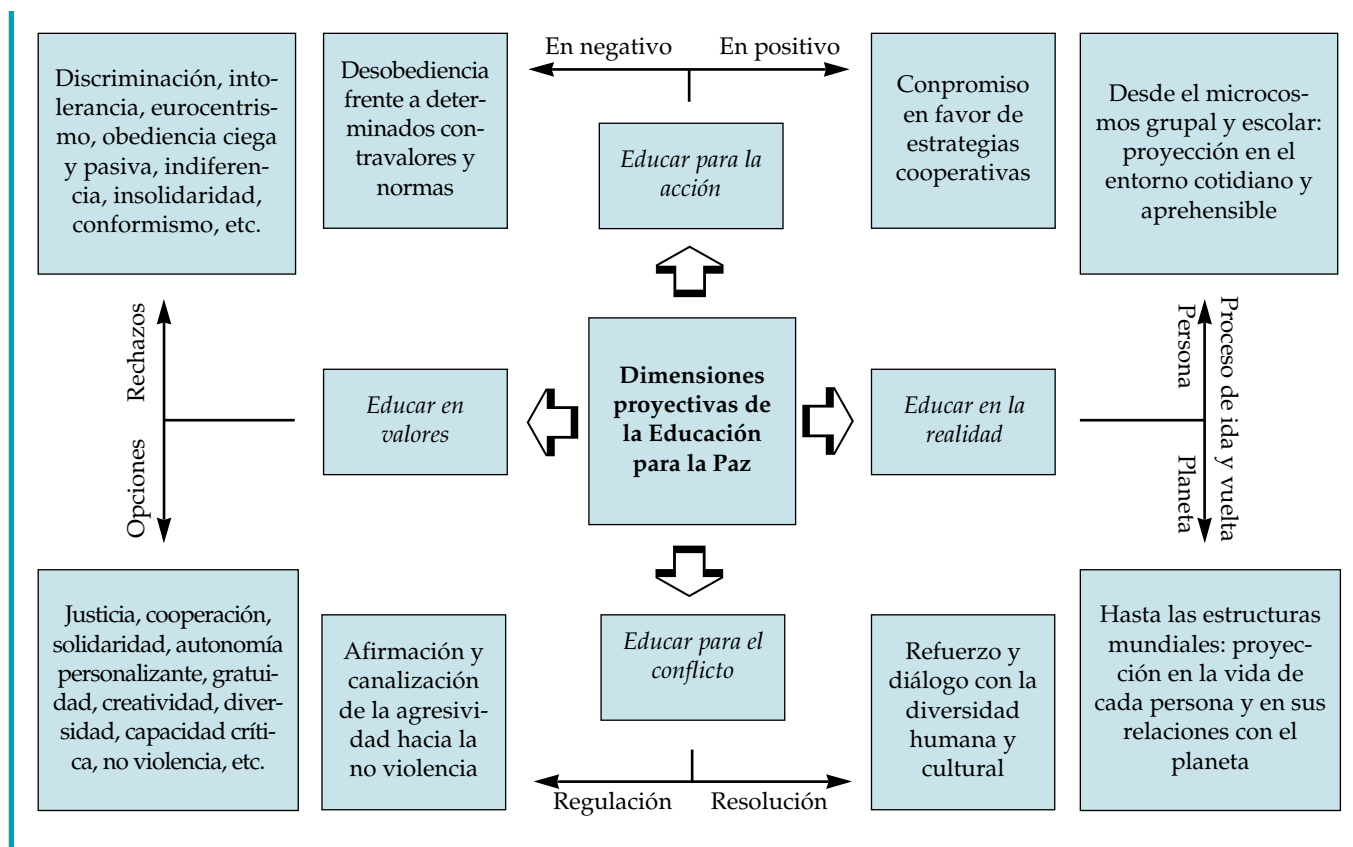 Discriminación, into-
lerancia, eurocentris-
mo, obediencia ciega
y pasiva, indiferen-
cia, insolidaridad,
conformismo, etc.
Desobediencia
frente a deter-
minados con-
travalores y
normas
En negativo
En positivo
Educar para la
acción
Conpromiso
en favor de
estrategias
cooperativas
Desde el microcos-
mos grupal y escolar:
proyección en el
entorno cotidiano y
aprehensible
Rechazos
Opciones
Educar en
valores
Dimensiones
proyectivas de
la Educación
para la Paz
Educar en la
realidad
Persona
Planeta
Proceso de ida y vuelta
Justicia, cooperación,
solidaridad, autonomía
personalizante, gratui-
dad, creatividad, diver-
sidad, capacidad críti-
ca, no violencia, etc.
Afirmación y
canalización
de la agresivi-
dad hacia la
no violencia
Educar para el
conflicto
Regulación
Resolución
Refuerzo y
diálogo con la
diversidad
humana y
cultural
Hasta las estructuras
mundiales: proyec-
ción en la vida de
cada persona y en sus
relaciones con el
planeta